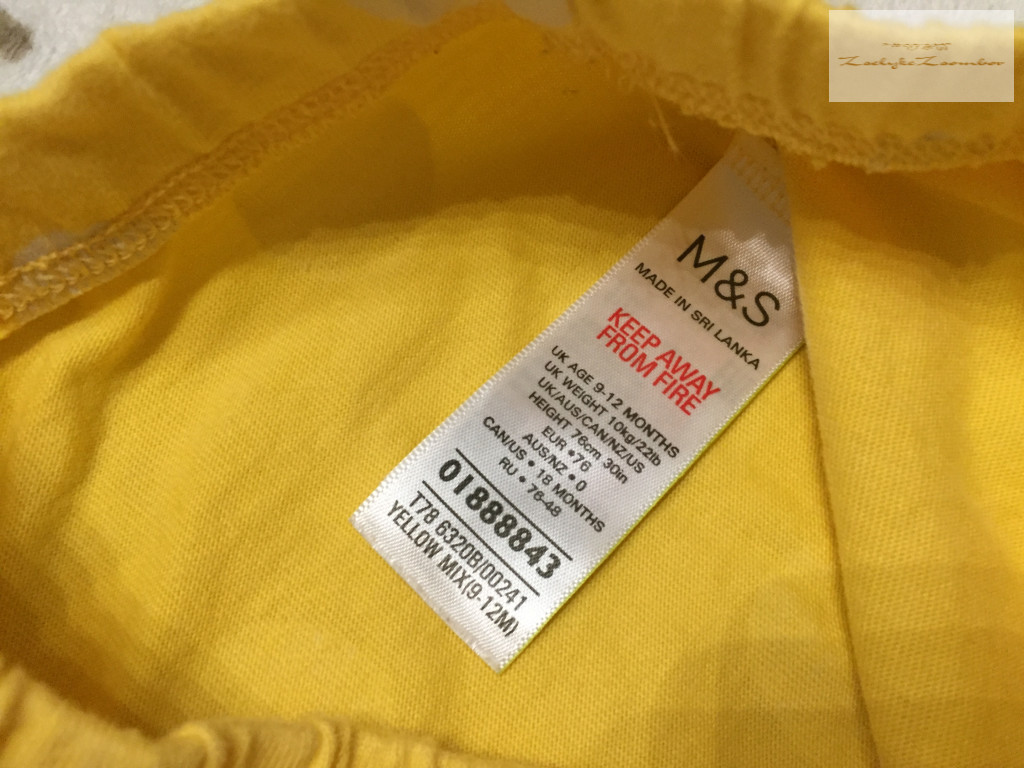 M&S
MADE IN SRI LANKA
KEEP AWAY
FROM FIRE
UK AGE 9-12 MONTHS
UK WEIGHT 10kg/22lb
UK/AUS/CAN/NZ/US
HEIGHT 76cm 30in
EUR •76
AUS/NZ • 0
CAN/US • 18 MONTHS
RU • 76-48
01888843
T78 6320B/00241
YELLOW MIX(9-12M)